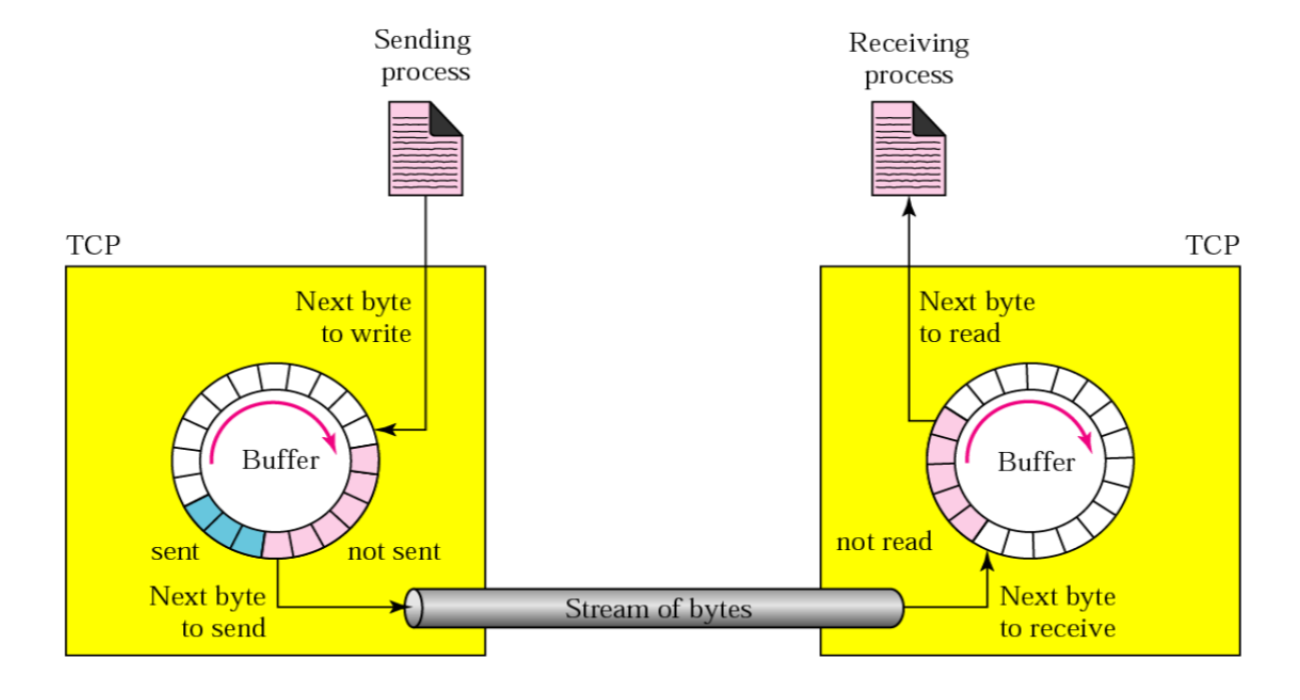 Sending
process
Receiving
process
TCP
TCP
Next byte
to write
Next byte
to read
Buffer
Buffer
sent
not sent
not read
Next byte
to send
Stream of bytes
Next byte
to receive